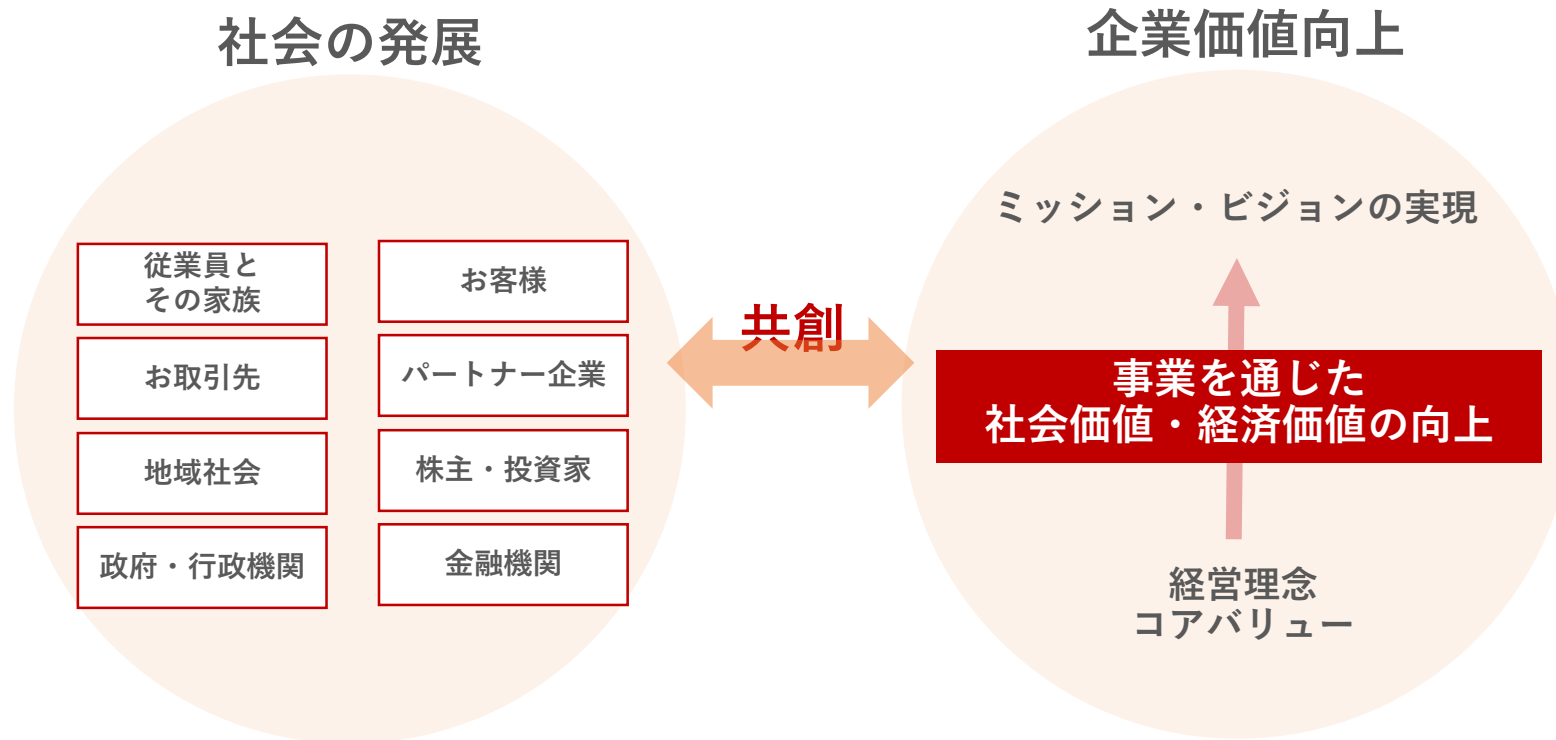 社会の発展
従業員と
その家族
お客様
お取引先
パートナー企業
地域社会
株主・投資家
政府・行政機関
金融機関
共創
企業価値向上
ミッション・ビジョンの実現
事業を通じた
社会価値・経済価値の向上
経営理念
コアバリュー